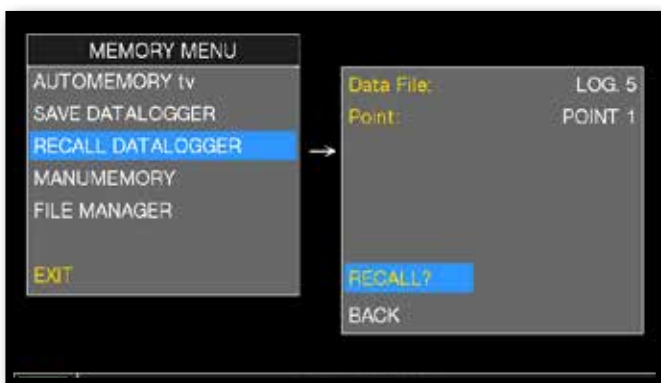 MEMORY MENU
AUTOMEMORY tv
SAVE DATALOGGER
RECALL DATALOGGER
MANUMEMORY
FILE MANAGER
EXIT
→
Data File: LOG. 5
Point: POINT 1
RECALL?
BACK